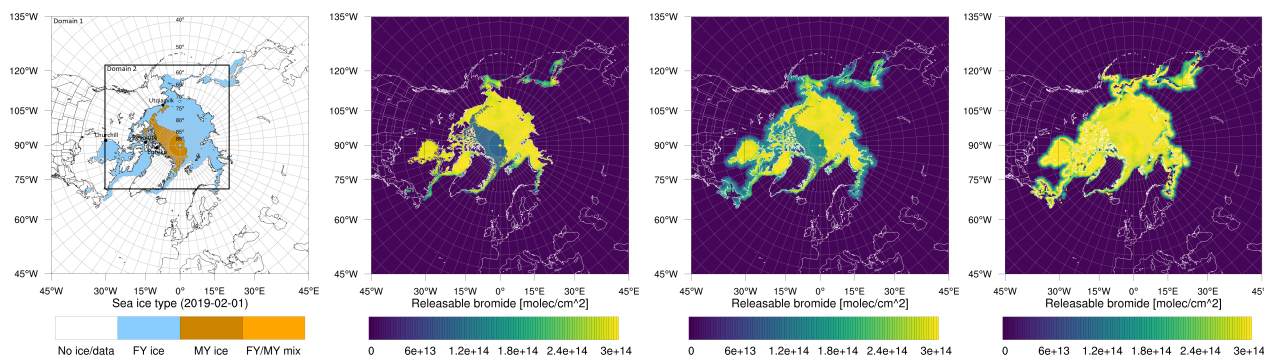 135°W
120°W
105°W
90°W
75°W
60°W
45°W
45°W 30°W 15°W 0°W 15°E 30°E 45°E
Domain 1
Domain 2
40°
50°
60°
70°
75°
80°
85°
Utqiagvik
Churchill
Sea ice type (2019-02-01)
No ice/data FY ice MY ice FY/MY mix
135°W
120°W
105°W
90°W
75°W
60°W
45°W
45°W 30°W 15°W 0°W 15°E 30°E 45°E
Releasable bromide [molec/cm^2]
0 6e+13 1.2e+14 1.8e+14 2.4e+14 3e+14
135°W
120°W
105°W
90°W
75°W
60°W
45°W
45°W 30°W 15°W 0°W 15°E 30°E 45°E
Releasable bromide [molec/cm^2]
0 6e+13 1.2e+14 1.8e+14 2.4e+14 3e+14
135°W
120°W
105°W
90°W
75°W
60°W
45°W
45°W 30°W 15°W 0°W 15°E 30°E 45°E
Releasable bromide [molec/cm^2]
0 6e+13 1.2e+14 1.8e+14 2.4e+14 3e+14